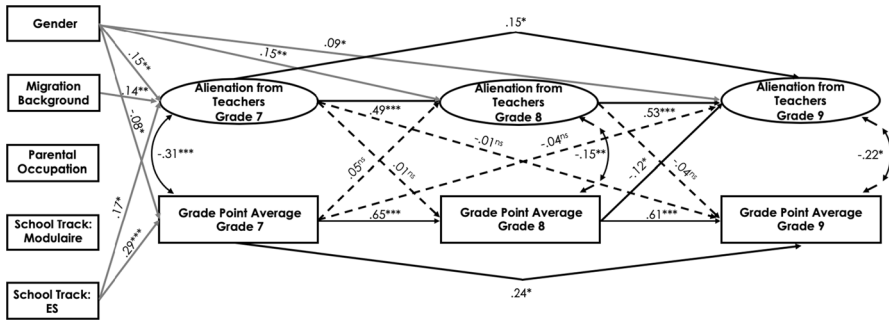 Gender
.15*
.09*
.15**
.15**
Migration
Background
.14**
Alienation from
Teachers
Grade 7
.49***
Alienation from
Teachers
Grade 8
.53***
Alienation from
Teachers
Grade 9
-.08*
Parental
Occupation
-.31***
.05ns
.01ns
-.01ns
-.04ns
-.15**
-.12*
-.04ns
-.22*
.17*
School Track:
Modulaire
.29***
Grade Point Average
Grade 7
.65***
Grade Point Average
Grade 8
.61***
Grade Point Average
Grade 9
School Track:
ES
.24*